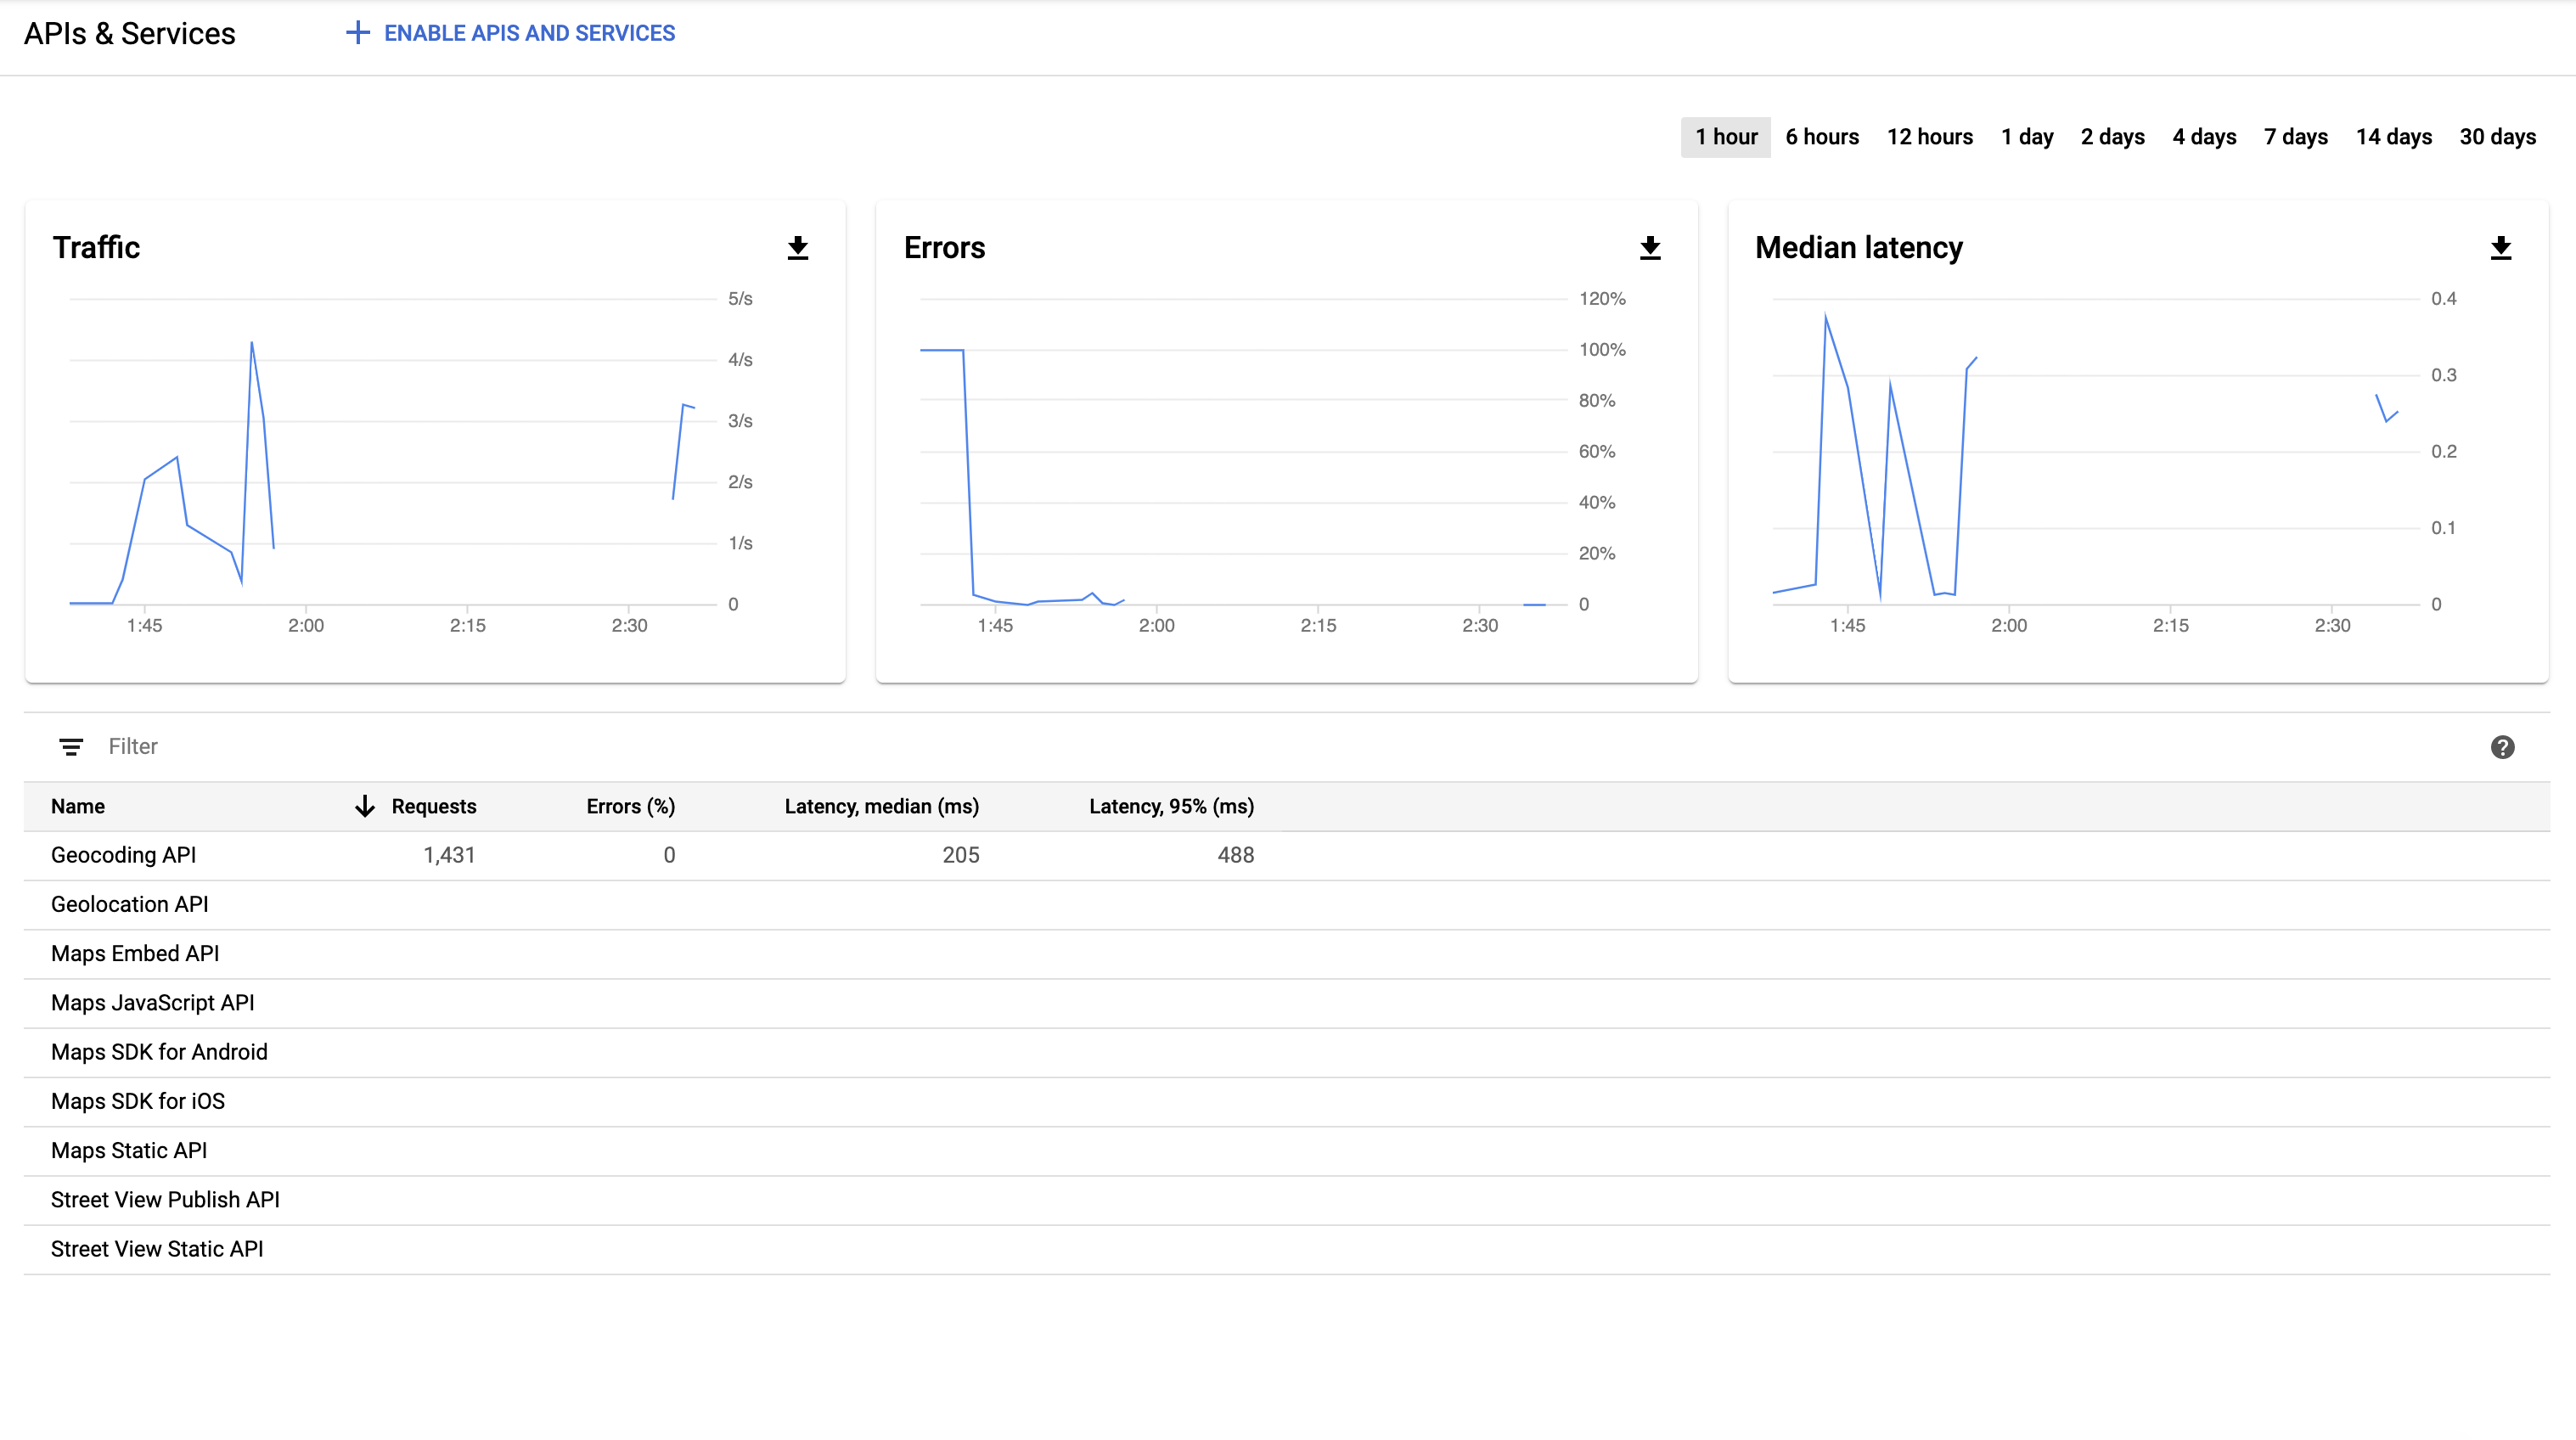 APIs & Services
ENABLE APIS AND SERVICES
1 hour 6 hours 12 hours 1 day 2 days 4 days 7 days 14 days 30 days
Traffic
5/s
4/s
3/s
2/s
1/s
0
1:45 2:00 2:15 2:30
Errors
120%
100%
80%
60%
40%
20%
0
1:45 2:00 2:15 2:30
Median latency
0.4
0.3
0.2
0.1
0
1:45 2:00 2:15 2:30
Filter
?
Name Requests Errors (%) Latency, median (ms) Latency, 95% (ms)
Geocoding API 1,431 0 205 488
Geolocation API
Maps Embed API
Maps JavaScript API
Maps SDK for Android
Maps SDK for iOS
Maps Static API
Street View Publish API
Street View Static API